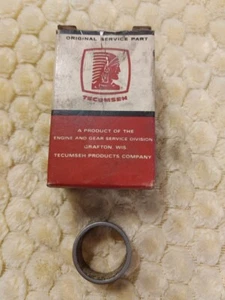 ORIGINAL SERVICE PART
TECUMSEH
A PRODUCT OF THE
ENGINE AND GEAR SERVICE DIVISION
GRAFTON, WIS.
TECUMSEH PRODUCTS COMPANY